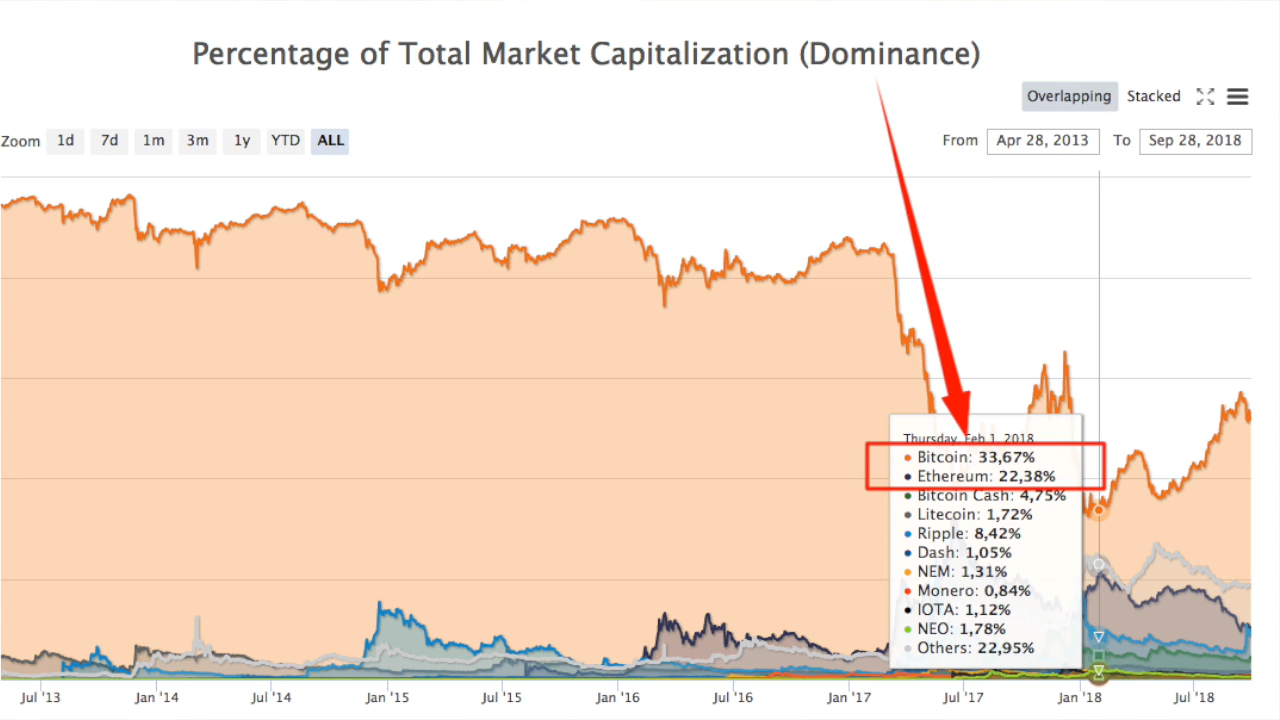 Percentage of Total Market Capitalization (Dominance)
Overlapping Stacked
Zoom 1d 7d 1m 3m 1y YTD ALL From Apr 28, 2013 To Sep 28, 2018
Thursday, Feb 1, 2018
Bitcoin: 33,67%
Ethereum: 22,38%
Bitcoin Cash: 4,75%
Litecoin: 1,72%
Ripple: 8,42%
Dash: 1,05%
NEM: 1,31%
Monero: 0,84%
IOTA: 1,12%
NEO: 1,78%
Others: 22,95%
Jul '13 Jan '14 Jul '14 Jan '15 Jul '15 Jan '16 Jul '16 Jan '17 Jul '17 Jan '18 Jul '18